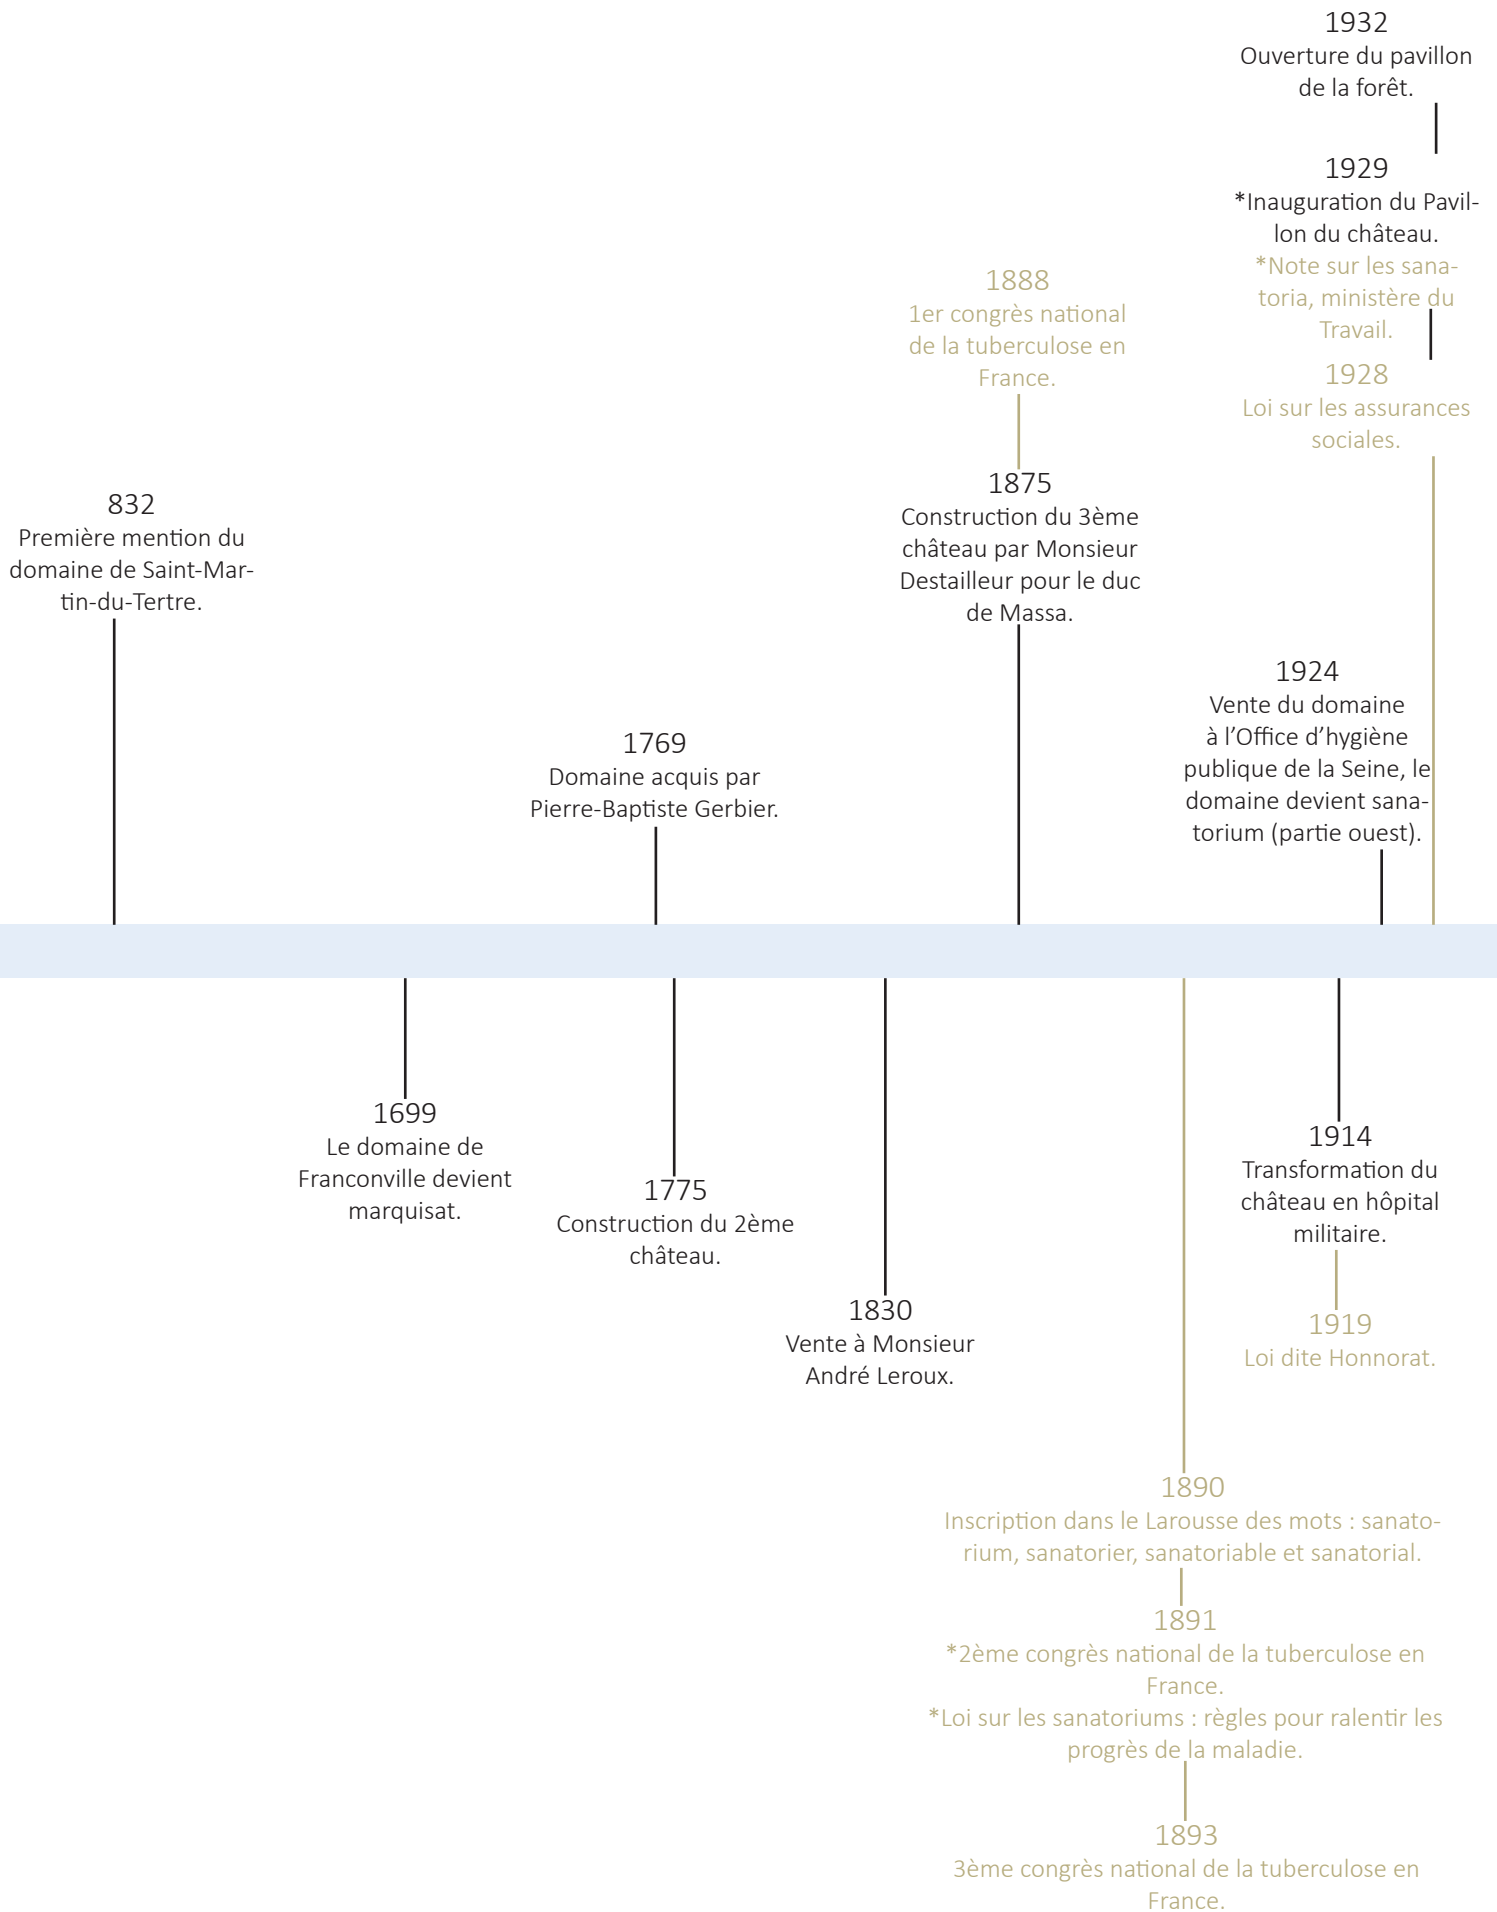 1932
Ouverture du pavillon
de la forêt.
1929
*Inauguration du Pavil-
lon du château.
*Note sur les sana-
toria, ministère du
Travail.
1928
Loi sur les assurances
sociales.
1888
1er congrès national
de la tuberculose en
France.
1875
Construction du 3ème
château par Monsieur
Destailleur pour le duc
de Massa.
832
Première mention du
domaine de Saint-Mar-
tin-du-Tertre.
1924
Vente du domaine
à l’Office d’hygiène
publique de la Seine, le
domaine devient sana-
torium (partie ouest).
1769
Domaine acquis par
Pierre-Baptiste Gerbier.
1699
Le domaine de
Franconville devient
marquisat.
1775
Construction du 2ème
château.
1830
Vente à Monsieur
André Leroux.
1914
Transformation du
château en hôpital
militaire.
1919
Loi dite Honnorat.
1890
Inscription dans le Larousse des mots : sanato-
rium, sanatorier, sanatoriable et sanatorial.
1891
*2ème congrès national de la tuberculose en
France.
*Loi sur les sanatoriums : règles pour ralentir les
progrès de la maladie.
1893
3ème congrès national de la tuberculose en
France.